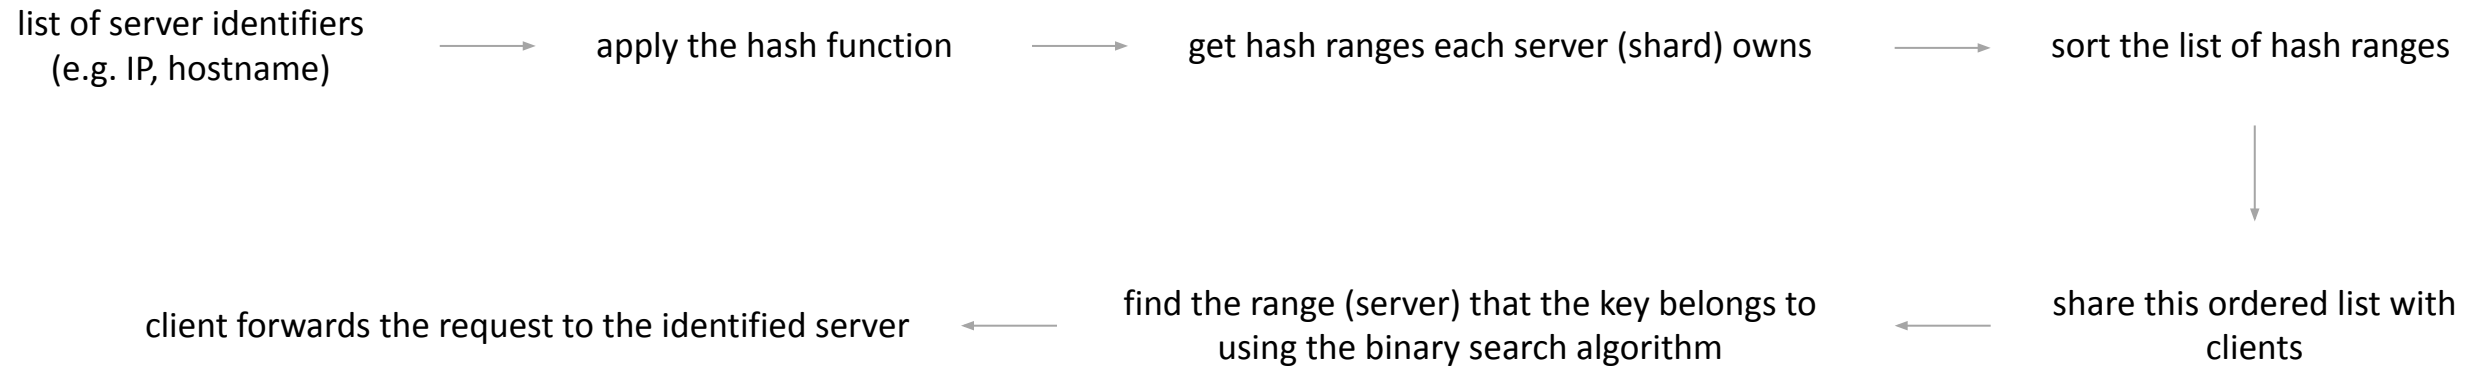 list of server identifiers
(e.g. IP, hostname)
apply the hash function
get hash ranges each server (shard) owns
sort the list of hash ranges
share this ordered list with
clients
find the range (server) that the key belongs to
using the binary search algorithm
client forwards the request to the identified server